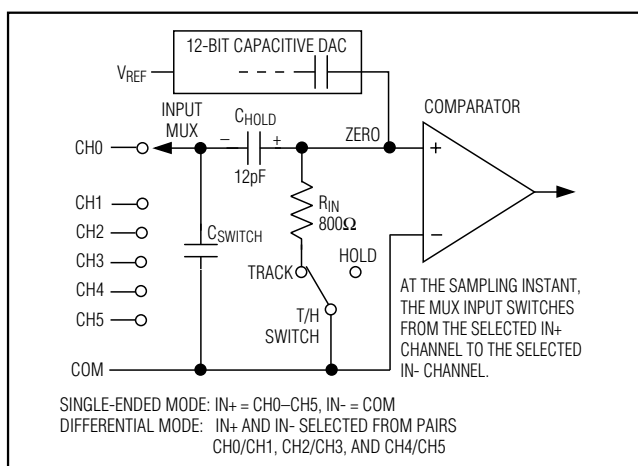 12-BIT CAPACITIVE DAC
VREF
COMPARATOR
INPUT
MUX
CHOLD
ZERO
CH0
− +
+
12pF
RIN
800Ω
CH1
CH2
CSWITCH
−
HOLD
CH3
TRACK
CH4
CH5
T/H
SWITCH
COM
AT THE SAMPLING INSTANT,
THE MUX INPUT SWITCHES
FROM THE SELECTED IN+
CHANNEL TO THE SELECTED
IN- CHANNEL.
SINGLE-ENDED MODE: IN+ = CH0–CH5, IN- = COM
DIFFERENTIAL MODE: IN+ AND IN- SELECTED FROM PAIRS
CH0/CH1, CH2/CH3, AND CH4/CH5